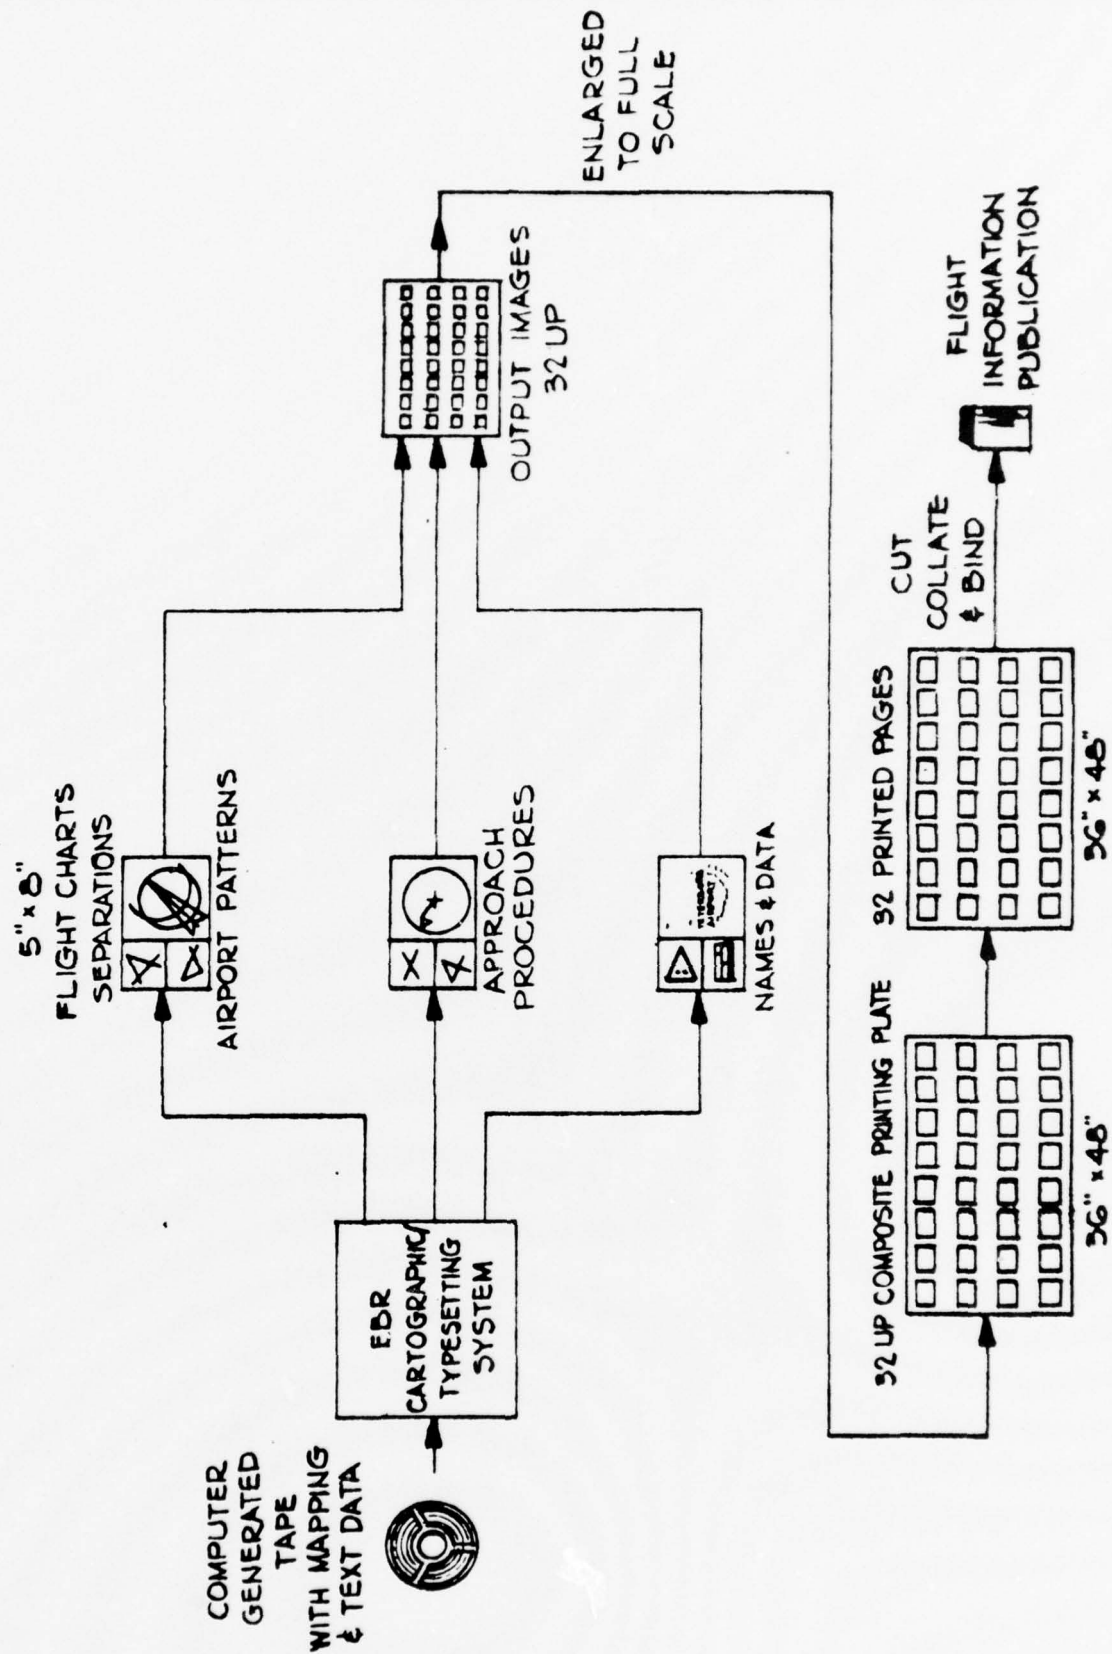 COMPUTER
GENERATED
TAPE
WITH MAPPING
& TEXT DATA
EBR
CARTOGRAPHIC/
TYPESETTING
SYSTEM
5" x 8"
FLIGHT CHARTS
SEPARATIONS
AIRPORT PATTERNS
APPROACH
PROCEDURES
AIRPORT
NAMES & DATA
OUTPUT IMAGES
32 UP
ENLARGED
TO FULL
SCALE
32 UP COMPOSITE PRINTING PLATE
36" x 48"
32 PRINTED PAGES
36" x 48"
CUT
COLLATE
& BIND
FLIGHT
INFORMATION
PUBLICATION